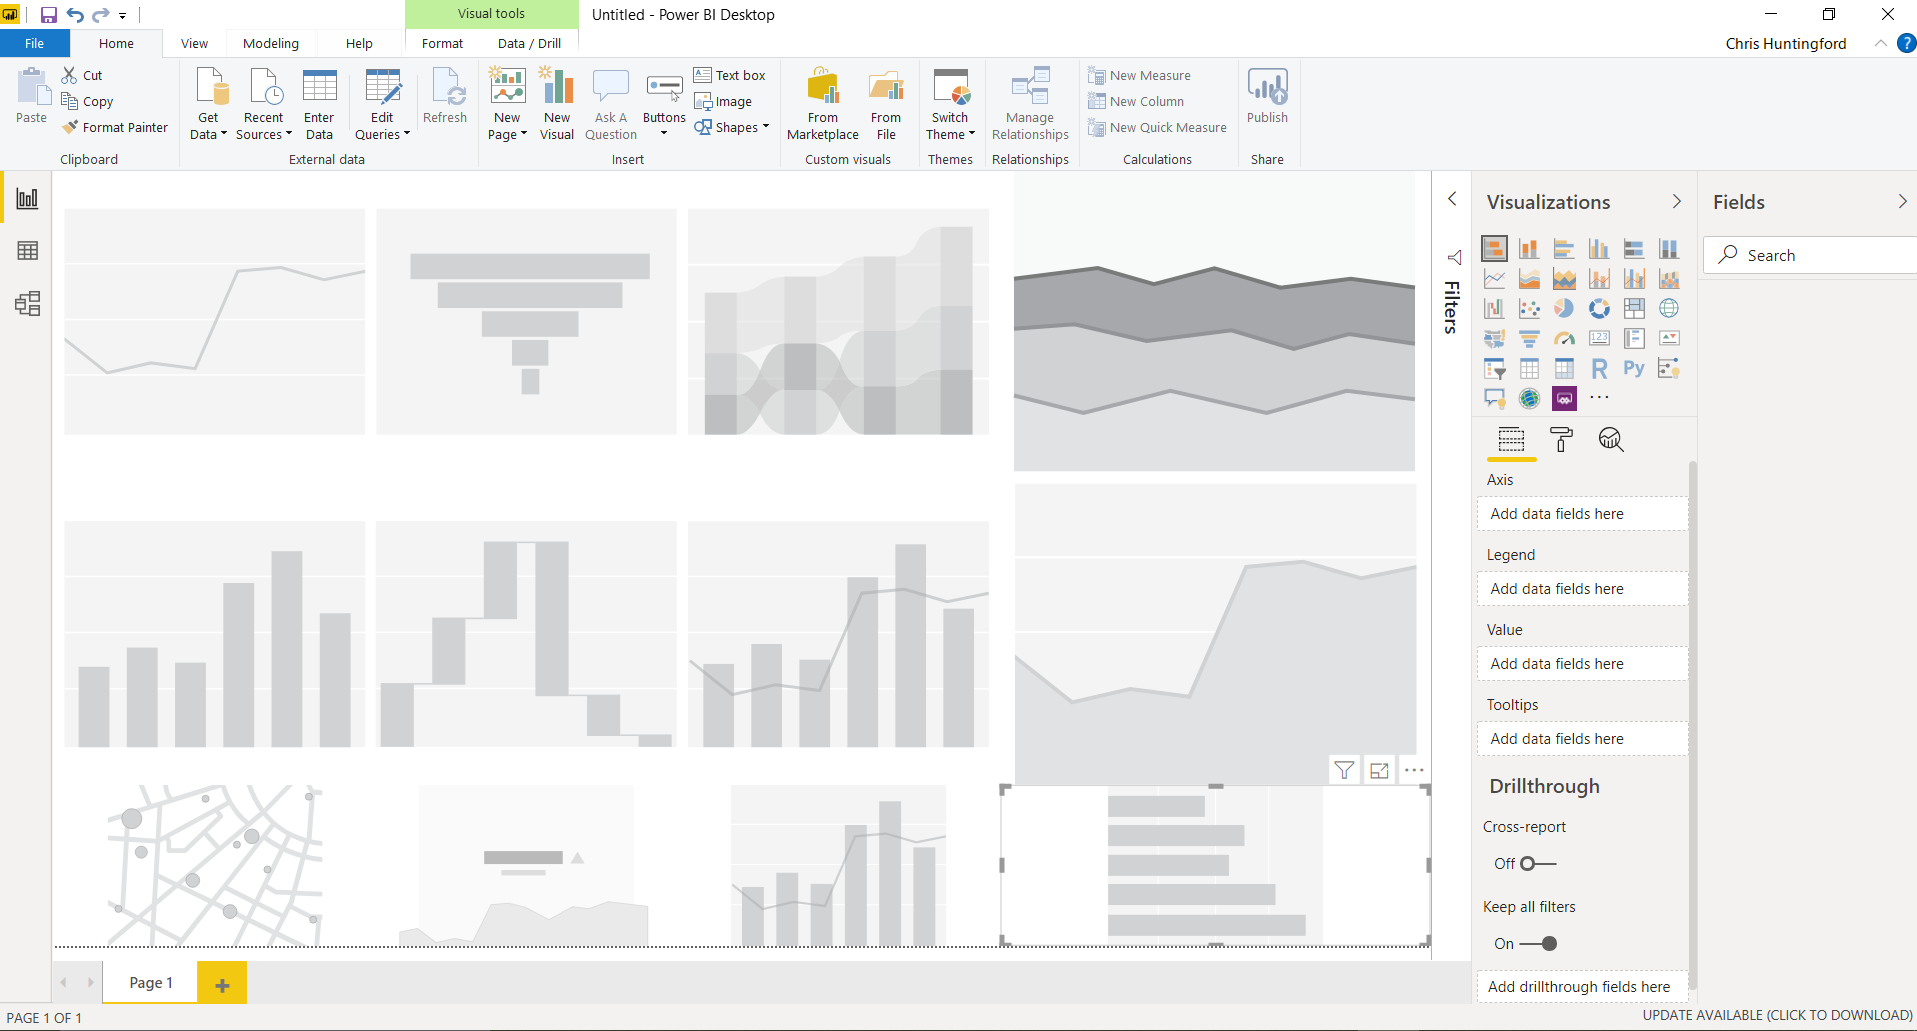 Visual tools
Untitled - Power BI Desktop
File
Home
View
Modeling
Help
Format
Data / Drill
Chris Huntingford
?
Paste
Cut
Copy
Format Painter
Clipboard
Get
Data
Recent
Sources
Enter
Data
Edit
Queries
Refresh
External data
New
Page
New
Visual
Ask A
Question
Buttons
Text box
Image
Shapes
Insert
From
Marketplace
From
File
Custom visuals
Switch
Theme
Themes
Manage
Relationships
Relationships
New Measure
New Column
New Quick Measure
Calculations
Publish
Share
Filters
Visualizations
123
R
Py
Axis
Add data fields here
Legend
Add data fields here
Value
Add data fields here
Tooltips
Add data fields here
Drillthrough
Cross-report
Off
Keep all filters
On
Add drillthrough fields here
Fields
Search
Page 1
PAGE 1 OF 1
UPDATE AVAILABLE (CLICK TO DOWNLOAD)